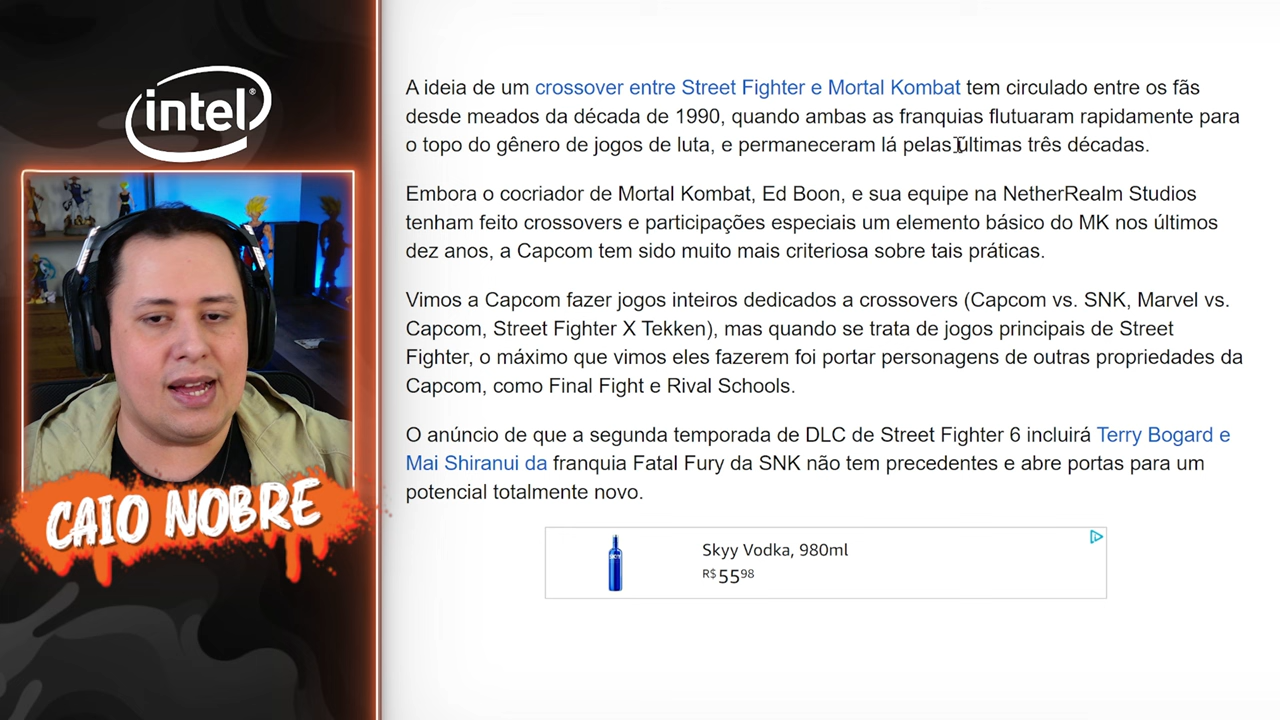 intel®
CAIO NOBRE
A ideia de um crossover entre Street Fighter e Mortal Kombat tem circulado entre os fãs
desde meados da década de 1990, quando ambas as franquias flutuaram rapidamente para
o topo do gênero de jogos de luta, e permaneceram lá pelas últimas três décadas.
Embora o cocriador de Mortal Kombat, Ed Boon, e sua equipe na NetherRealm Studios
tenham feito crossovers e participações especiais um elemento básico do MK nos últimos
dez anos, a Capcom tem sido muito mais criteriosa sobre tais práticas.
Vimos a Capcom fazer jogos inteiros dedicados a crossovers (Capcom vs. SNK, Marvel vs.
Capcom, Street Fighter X Tekken), mas quando se trata de jogos principais de Street
Fighter, o máximo que vimos eles fazerem foi portar personagens de outras propriedades da
Capcom, como Final Fight e Rival Schools.
O anúncio de que a segunda temporada de DLC de Street Fighter 6 incluirá Terry Bogard e
Mai Shiranui da franquia Fatal Fury da SNK não tem precedentes e abre portas para um
potencial totalmente novo.
Skyy Vodka, 980ml
R$ 5598